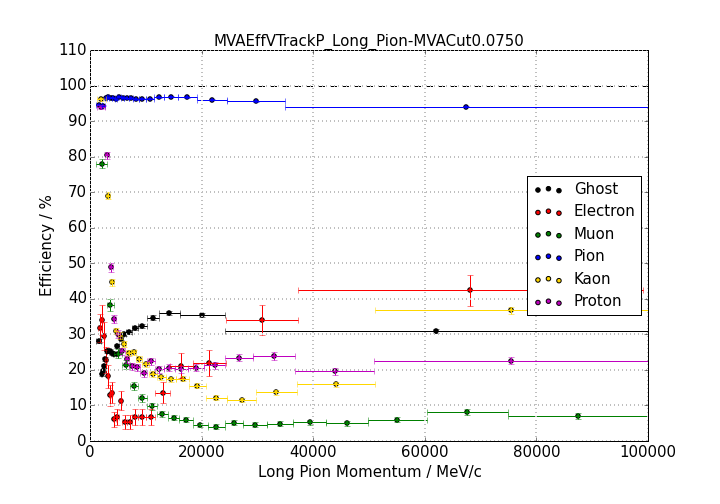 MVAEffVTrackP_Long_Pion-MVACut0.0750
110
100
90
80
70
60
50
40
30
20
10
0
Efficiency / %
Ghost
Electron
Muon
Pion
Kaon
Proton
0 20000 40000 60000 80000 100000
Long Pion Momentum / MeV/c